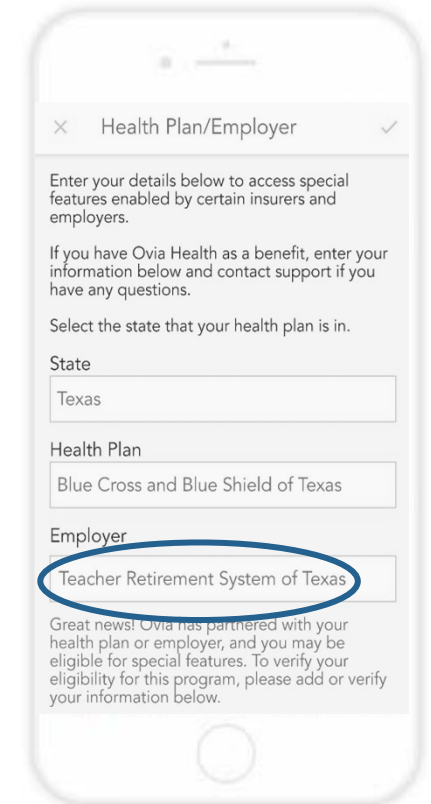 × Health Plan/Employer ✓
Enter your details below to access special
features enabled by certain insurers and
employers.
If you have Ovia Health as a benefit, enter your
information below and contact support if you
have any questions.
Select the state that your health plan is in.
State
Texas
Health Plan
Blue Cross and Blue Shield of Texas
Employer
Teacher Retirement System of Texas
Great news! Ovia has partnered with your
health plan or employer, and you may be
eligible for special features. To verify your
eligibility for this program, please add or verify
your information below.